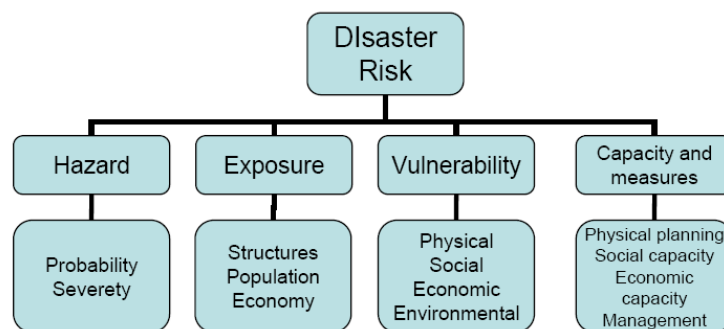 DIsaster
Risk
Hazard
Exposure
Vulnerability
Capacity and
measures
Probability
Severety
Structures
Population
Economy
Physical
Social
Economic
Environmental
Physical planning
Social capacity
Economic
capacity
Management